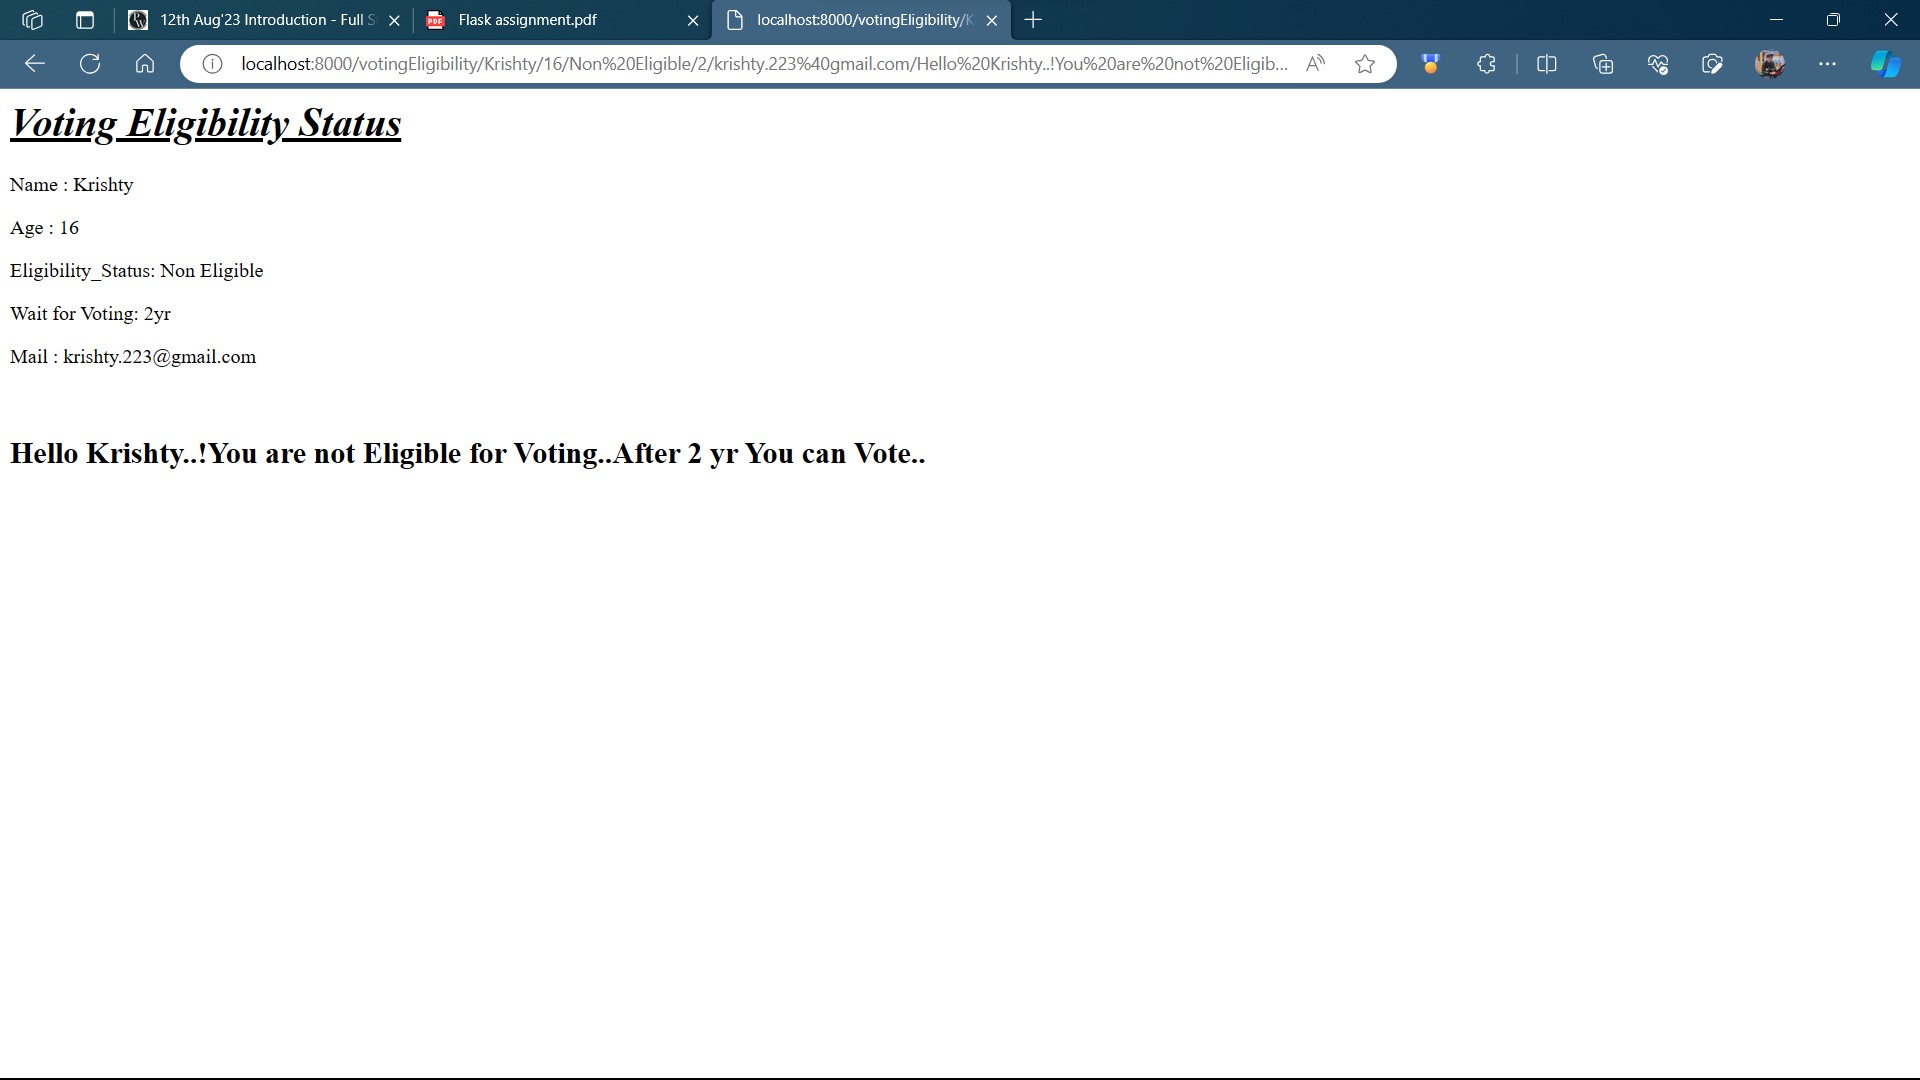 12th Aug'23 Introduction - Full S
Flask assignment.pdf
localhost:8000/votingEligibility/K
localhost:8000/votingEligibility/Krishty/16/Non%20Eligible/2/krishty.223%40gmail.com/Hello%20Krishty..!You%20are%20not%20Eligib...
Voting Eligibility Status
Name : Krishty
Age : 16
Eligibility_Status: Non Eligible
Wait for Voting: 2yr
Mail : krishty.223@gmail.com
Hello Krishty..!You are not Eligible for Voting..After 2 yr You can Vote..